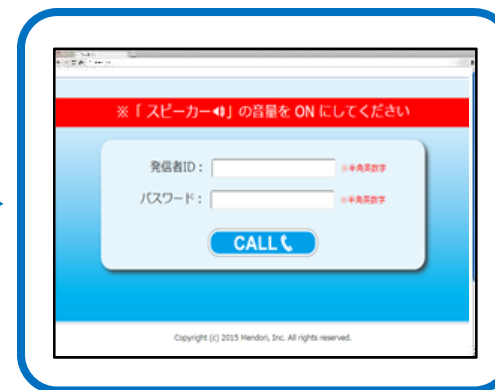 ※「 スピーカー🔊」の音量を ON にしてください
発信者ID： ※半角英数字
パスワード： ※半角英数字
CALL
Copyright (c) 2015 Mendori, Inc. All rights reserved.